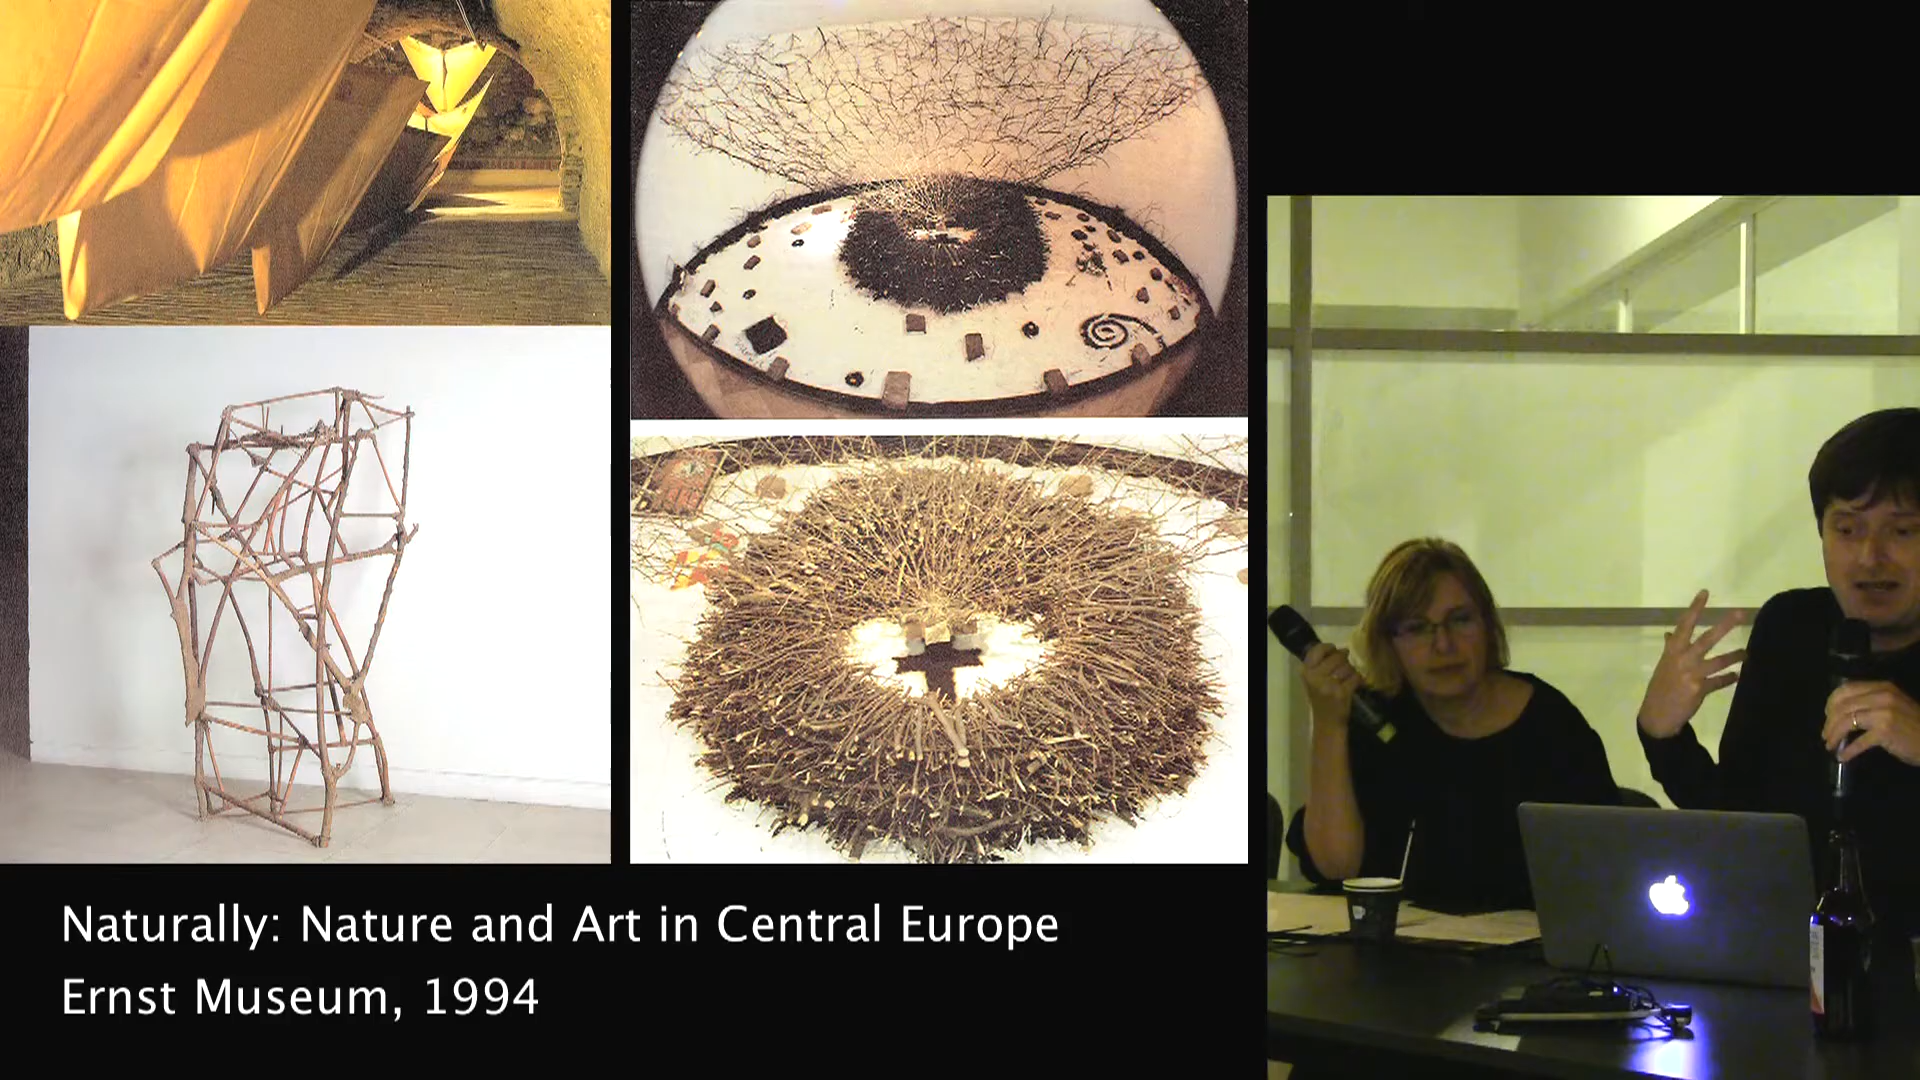 Naturally: Nature and Art in Central Europe
Ernst Museum, 1994